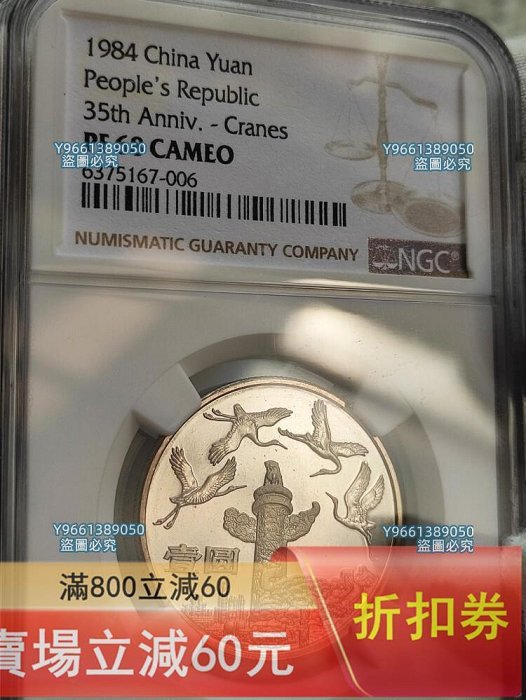 1984 China Yuan
People's Republic
35th Anniv. - Cranes
PF 68 CAMEO
6375167-006
NUMISMATIC GUARANTY COMPANY
NGC
Y9661389050
盜圖必究
Y9661389050
盜圖必究
壹圓
Y9661389050
盜圖必究
Y9661389050
盜圖必究
滿800立減60
折扣券
賣場立減60元